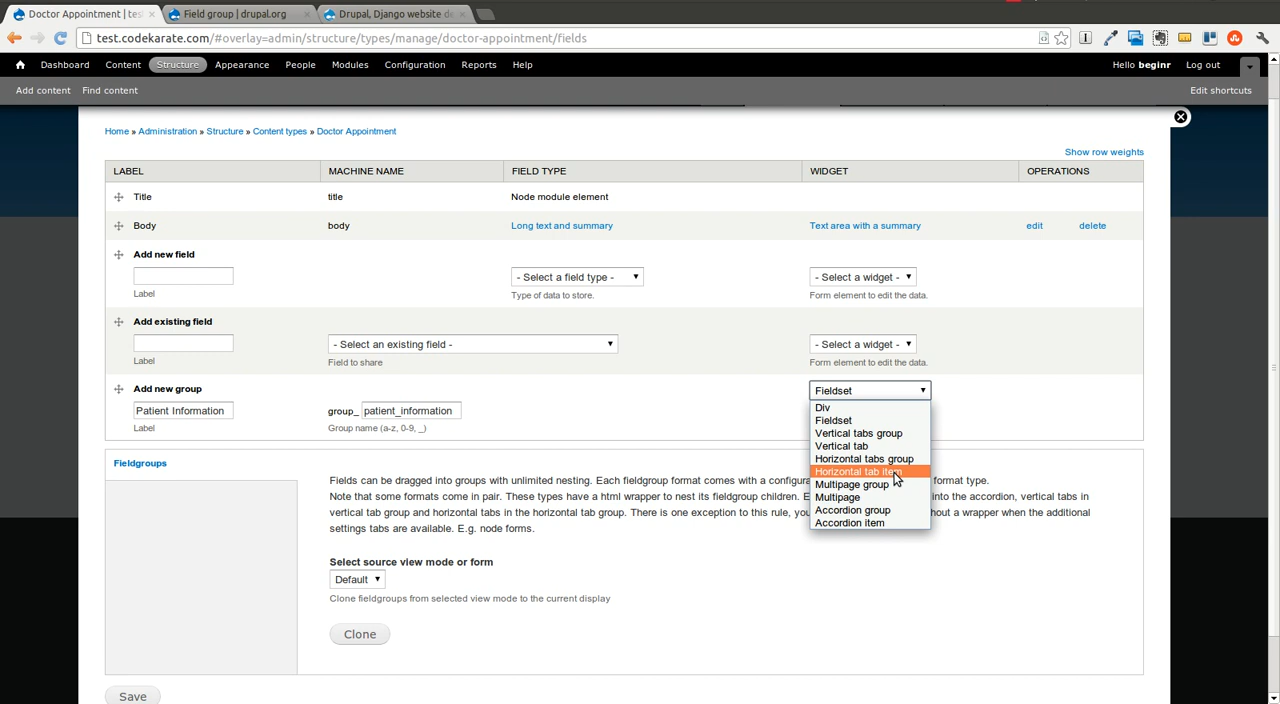 Doctor Appointment | tes
Field group | drupal.org
Drupal, Django website de
test.codekarate.com/#overlay=admin/structure/types/manage/doctor-appointment/fields
Dashboard Content Structure Appearance People Modules Configuration Reports Help Hello beginr Log out
Add content Find content Edit shortcuts
Home » Administration » Structure » Content types » Doctor Appointment
Show row weights
LABEL MACHINE NAME FIELD TYPE WIDGET OPERATIONS
Title title Node module element
Body body Long text and summary Text area with a summary edit delete
Add new field
- Select a field type - - Select a widget -
Label Type of data to store. Form element to edit the data.
Add existing field
- Select an existing field - - Select a widget -
Label Field to share Form element to edit the data.
Add new group Fieldset
Patient Information group_ patient_information
Label Group name (a-z, 0-9, _)
Div
Fieldset
Vertical tabs group
Vertical tab
Horizontal tabs group
Horizontal tab item
Multipage group
Multipage
Accordion group
Accordion item
Fieldgroups
Fields can be dragged into groups with unlimited nesting. Each fieldgroup format comes with a configura format type.
Note that some formats come in pair. These types have a html wrapper to nest its fieldgroup children. E into the accordion, vertical tabs in
vertical tab group and horizontal tabs in the horizontal tab group. There is one exception to this rule, you hout a wrapper when the additional
settings tabs are available. E.g. node forms.
Select source view mode or form
Default
Clone fieldgroups from selected view mode to the current display
Clone
Save